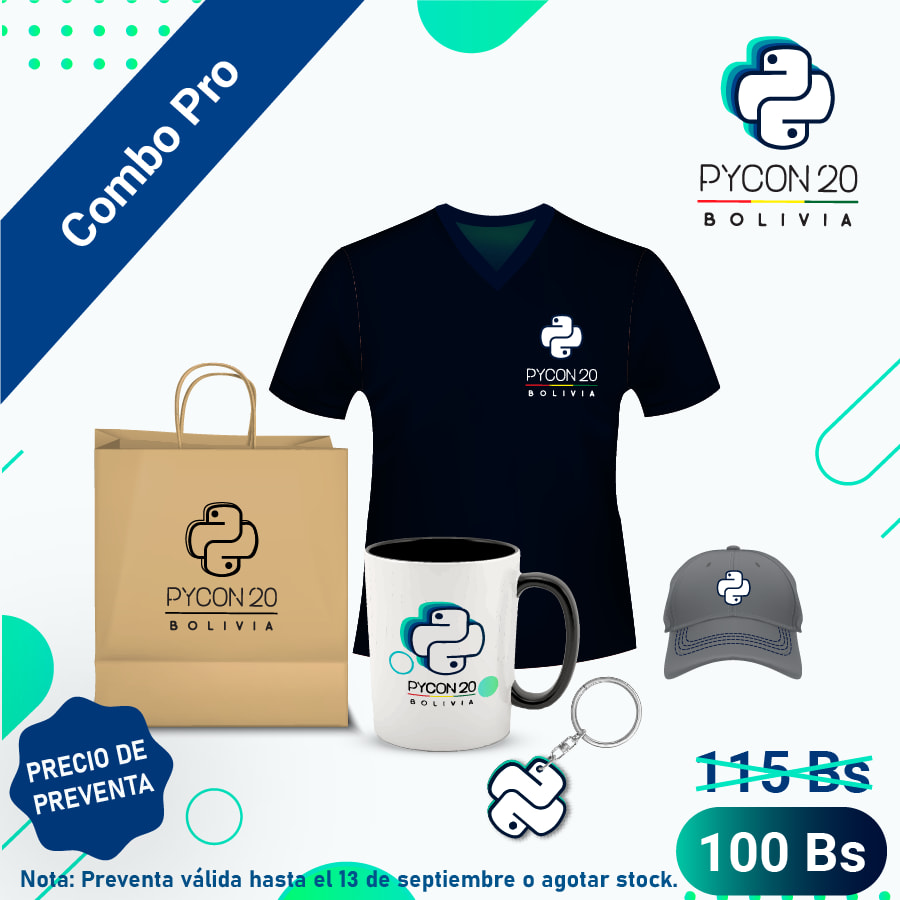 Combo Pro
PYCON 20
BOLIVIA
PYCON 20
BOLIVIA
PYCON 20
BOLIVIA
PYCON 20
BOLIVIA
PRECIO DE
PREVENTA
115 Bs
100 Bs
Nota: Preventa válida hasta el 13 de septiembre o agotar stock.